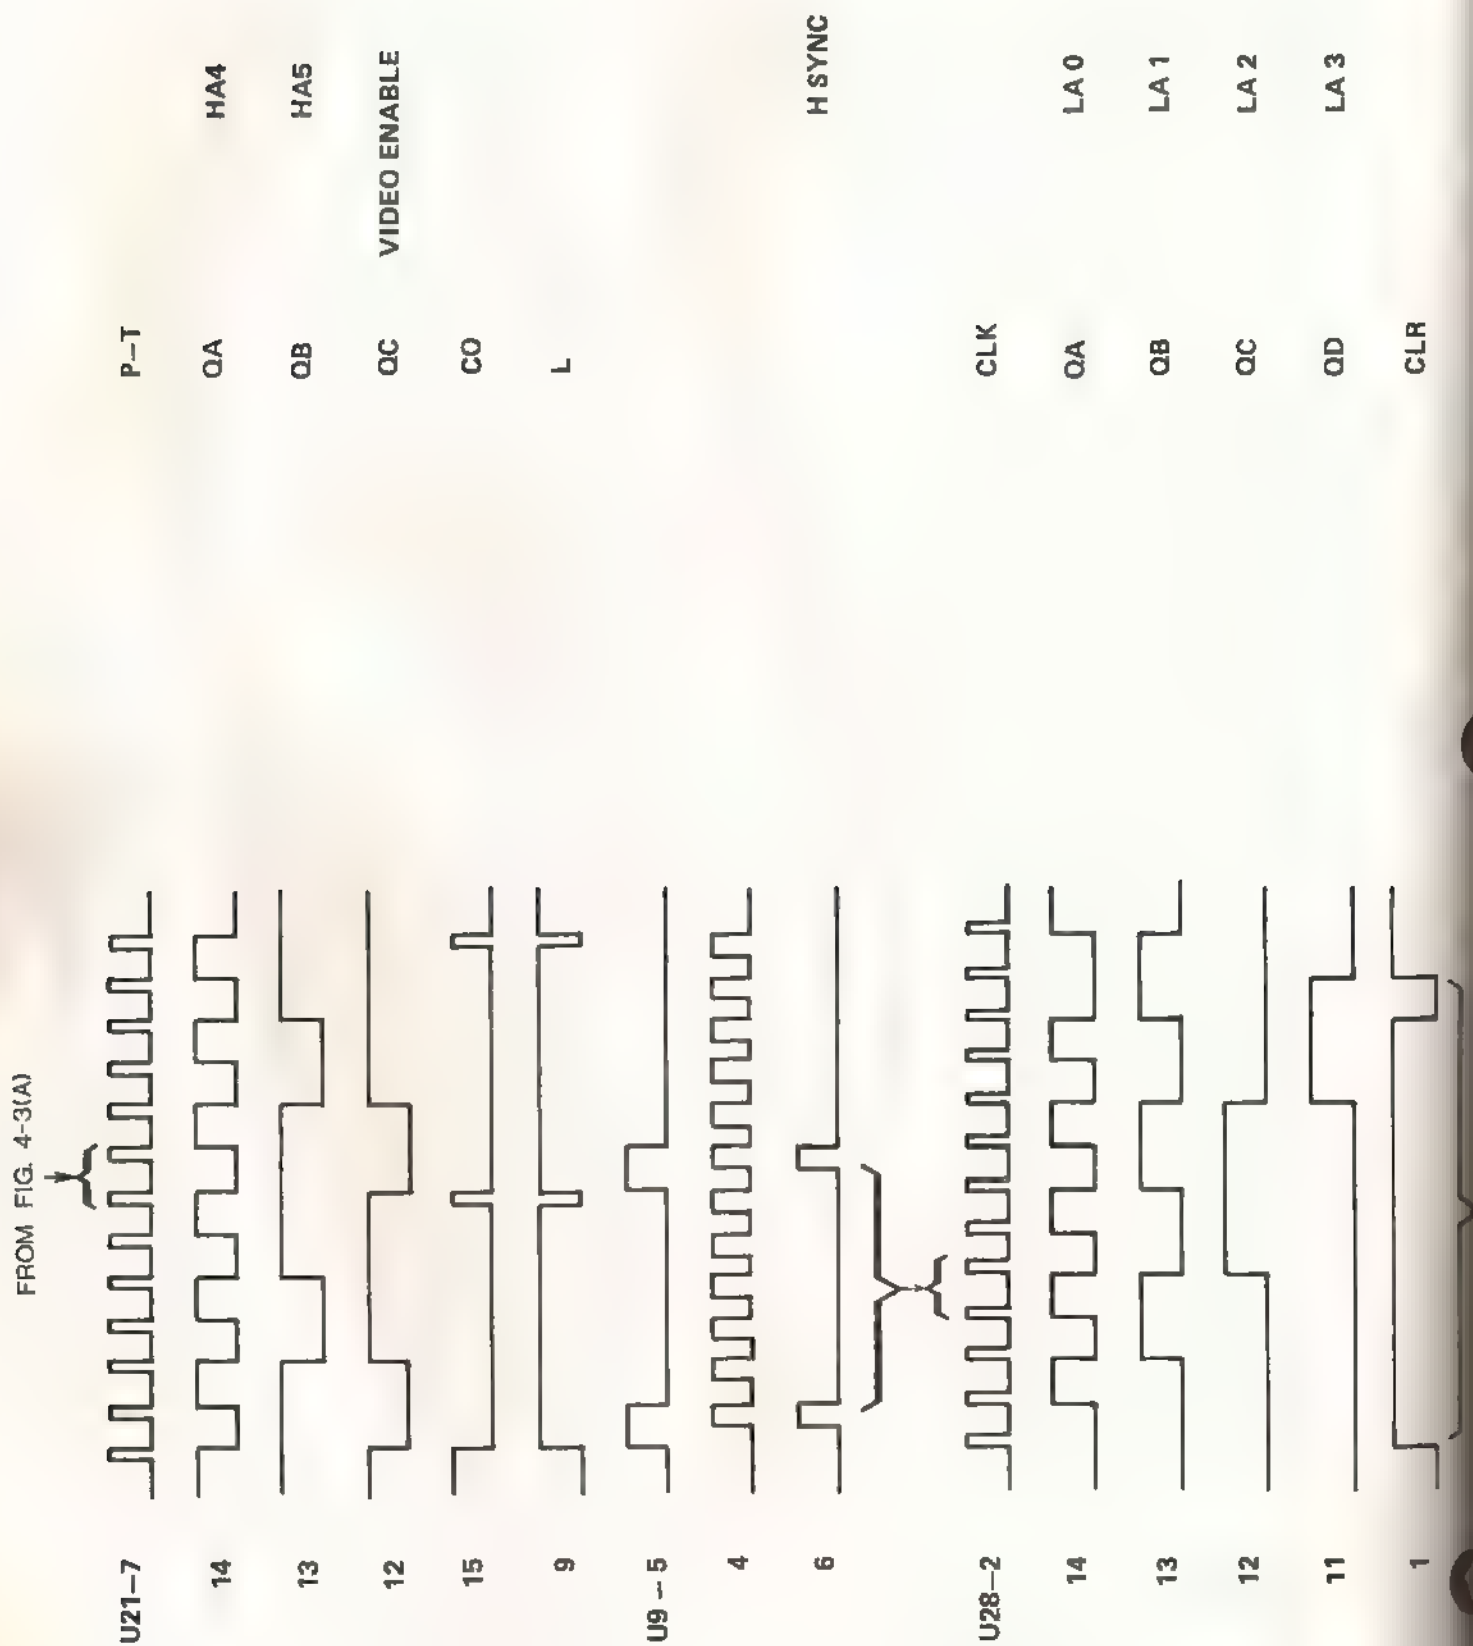 FROM FIG. 4-3(A)
U21-7 P-T
14 QA HA4
13 QB HA5
12 QC VIDEO ENABLE
15 CO
9 L
U9-5
4
6 H SYNC
U28-2 CLK
14 QA LA 0
13 QB LA 1
12 QC LA 2
11 QD LA 3
1 CLR